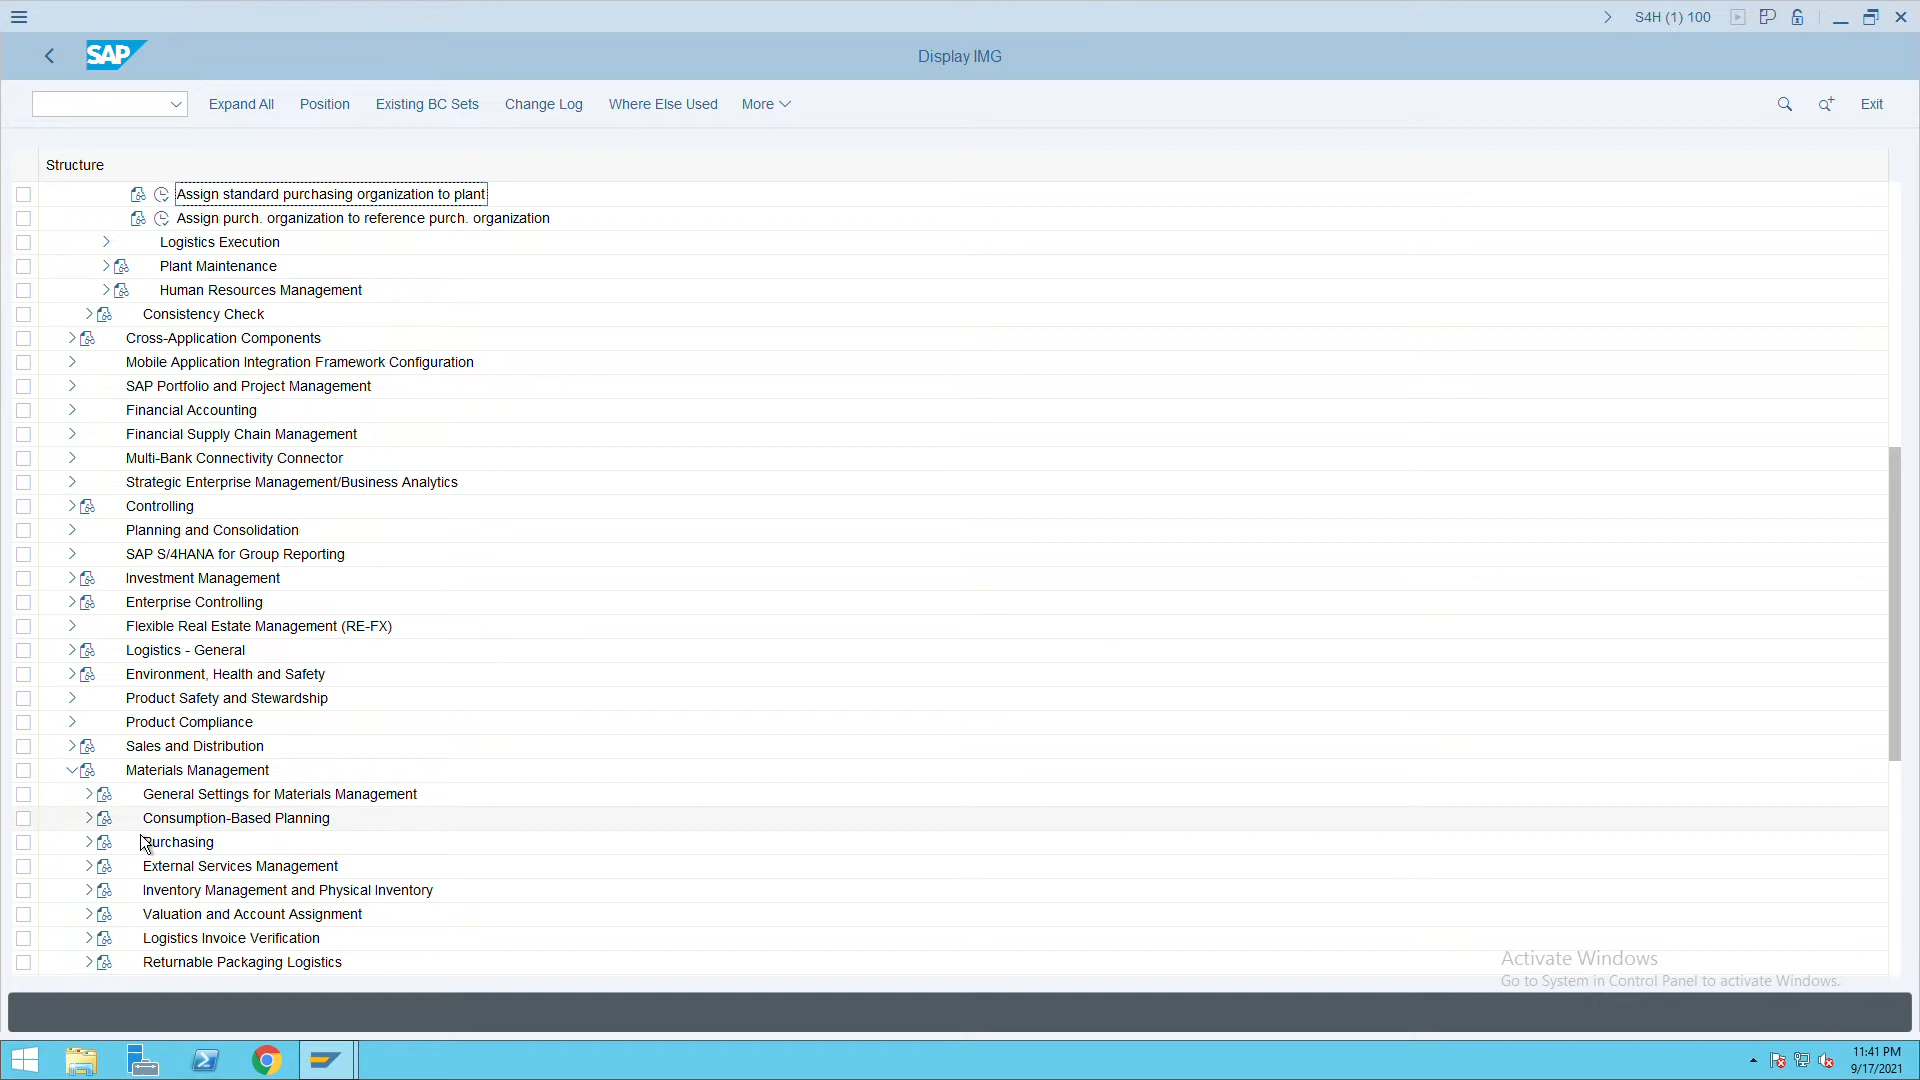 S4H (1) 100
SAP
Display IMG
Expand All Position Existing BC Sets Change Log Where Else Used More Exit
Structure
Assign standard purchasing organization to plant
Assign purch. organization to reference purch. organization
Logistics Execution
Plant Maintenance
Human Resources Management
Consistency Check
Cross-Application Components
Mobile Application Integration Framework Configuration
SAP Portfolio and Project Management
Financial Accounting
Financial Supply Chain Management
Multi-Bank Connectivity Connector
Strategic Enterprise Management/Business Analytics
Controlling
Planning and Consolidation
SAP S/4HANA for Group Reporting
Investment Management
Enterprise Controlling
Flexible Real Estate Management (RE-FX)
Logistics - General
Environment, Health and Safety
Product Safety and Stewardship
Product Compliance
Sales and Distribution
Materials Management
General Settings for Materials Management
Consumption-Based Planning
Purchasing
External Services Management
Inventory Management and Physical Inventory
Valuation and Account Assignment
Logistics Invoice Verification
Returnable Packaging Logistics
Activate Windows
Go to System in Control Panel to activate Windows.
11:41 PM
9/17/2021